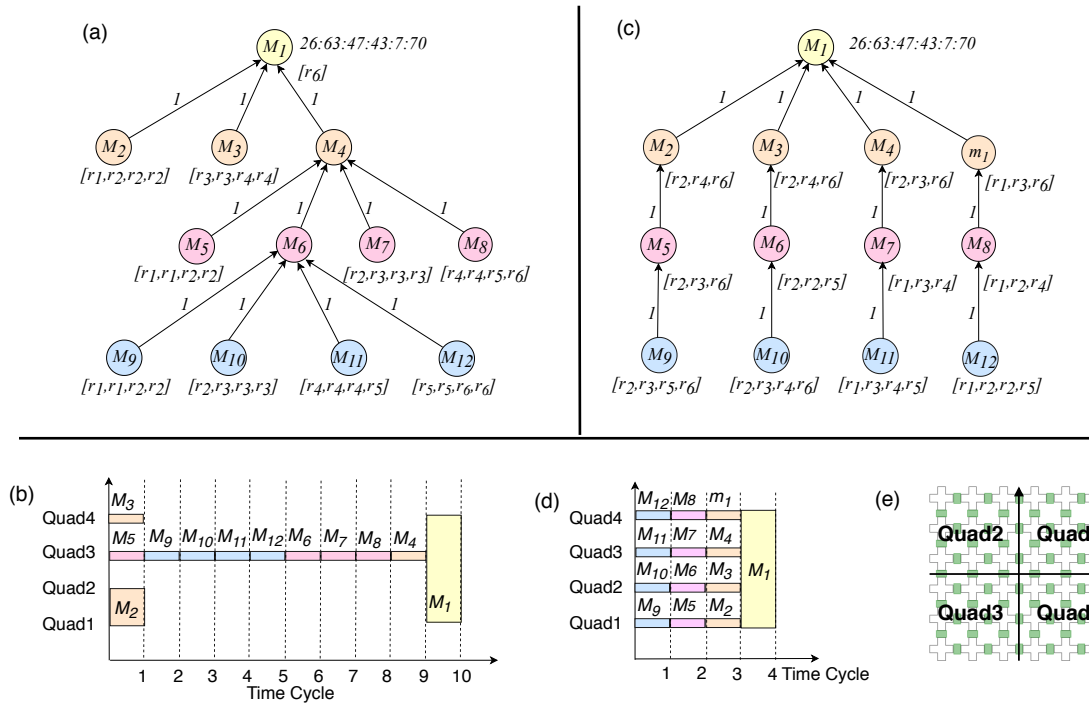 (a)
M1 26:63:47:43:7:70
[r6]
1 1 1
M2 M3 M4
[r1,r2,r2,r2] [r3,r3,r4,r4]
1 1 1 1
M5 M6 M7 M8
[r1,r1,r2,r2] [r2,r3,r3,r3] [r4,r4,r5,r6]
1 1 1 1
M9 M10 M11 M12
[r1,r1,r2,r2] [r2,r3,r3,r3] [r4,r4,r4,r5] [r5,r5,r6,r6]
(c)
M1 26:63:47:43:7:70
1 1 1 1
M2 M3 M4 m1
[r2,r4,r6] [r2,r4,r6] [r2,r3,r6] [r1,r3,r6]
1 1 1 1
M5 M6 M7 M8
[r2,r3,r6] [r2,r2,r5] [r1,r3,r4] [r1,r2,r4]
1 1 1 1
M9 M10 M11 M12
[r2,r3,r5,r6] [r2,r3,r4,r6] [r1,r3,r4,r5] [r1,r2,r2,r5]
(b)
M3
Quad4
M5 M9 M10 M11 M12 M6 M7 M8 M4
Quad3
Quad2
M2 M1
Quad1
1 2 3 4 5 6 7 8 9 10
Time Cycle
(d)
M12 M8 m1
Quad4
M11 M7 M4
Quad3
M10 M6 M3 M1
Quad2
M9 M5 M2
Quad1
1 2 3 4 Time Cycle
(e)
Quad2 Quad
Quad3 Quad